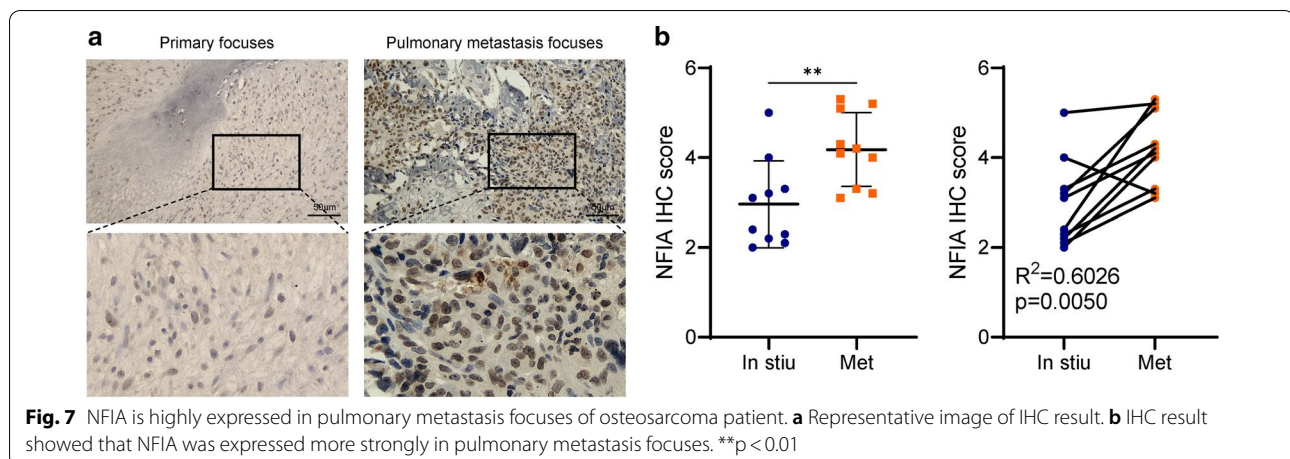 a
Primary focuses
Pulmonary metastasis focuses
50μm
50μm
b
NFIA IHC score
6
4
2
0
**
In stiu
Met
NFIA IHC score
6
4
2
0
R²=0.6026
p=0.0050
In stiu
Met
Fig. 7 NFIA is highly expressed in pulmonary metastasis focuses of osteosarcoma patient. a Representative image of IHC result. b IHC result
showed that NFIA was expressed more strongly in pulmonary metastasis focuses. **p < 0.01